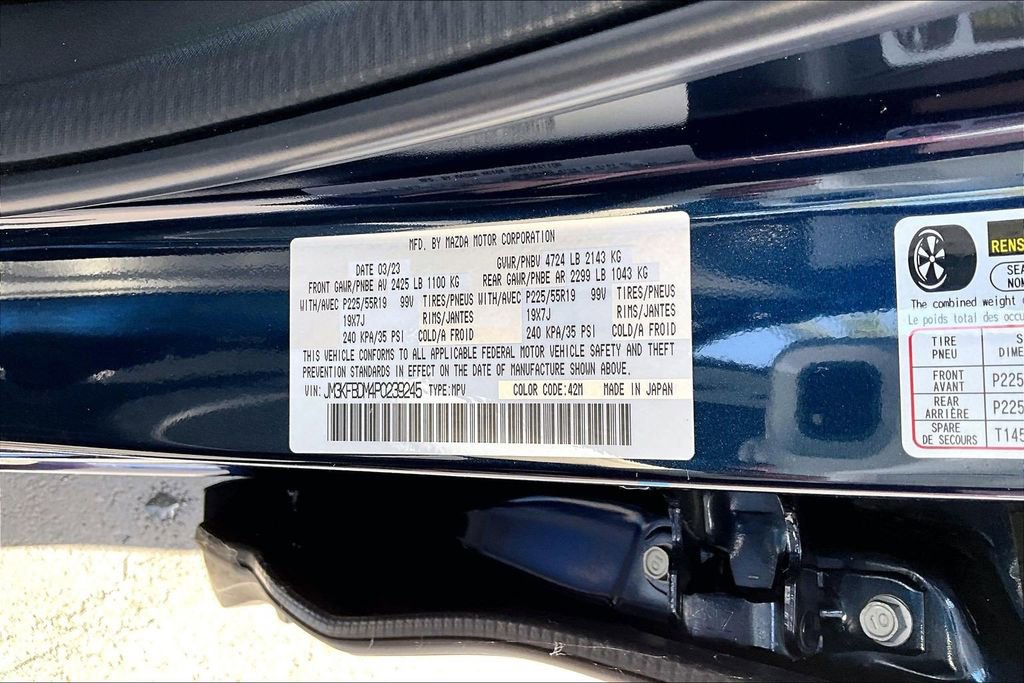 MFD. BY MAZDA MOTOR CORPORATION
DATE 03/23 GVWR/PNBV 4724 LB 2143 KG
FRONT GAWR/PNBE AV 2425 LB 1100 KG REAR GAWR/PNBE AR 2299 LB 1043 KG
WITH/AVEC P225/55R19 99V TIRES/PNEUS WITH/AVEC P225/55R19 99V TIRES/PNEUS
19X7J RIMS/JANTES 19X7J RIMS/JANTES
240 KPA/35 PSI COLD/A FROID 240 KPA/35 PSI COLD/A FROID
THIS VEHICLE CONFORMS TO ALL APPLICABLE FEDERAL MOTOR VEHICLE SAFETY AND THEFT
PREVENTION STANDARDS IN EFFECT ON THE DATE OF MANUFACTURE SHOWN ABOVE.
VIN: JM3KFBDM4P0239245 TYPE:MPV COLOR CODE:42M MADE IN JAPAN
RENS
SEA
NOM
The combined weight
Le poids total des occu
TIRE S
PNEU DIME
FRONT
AVANT P225
REAR
ARRIÈRE P225
SPARE
DE SECOURS T145
10